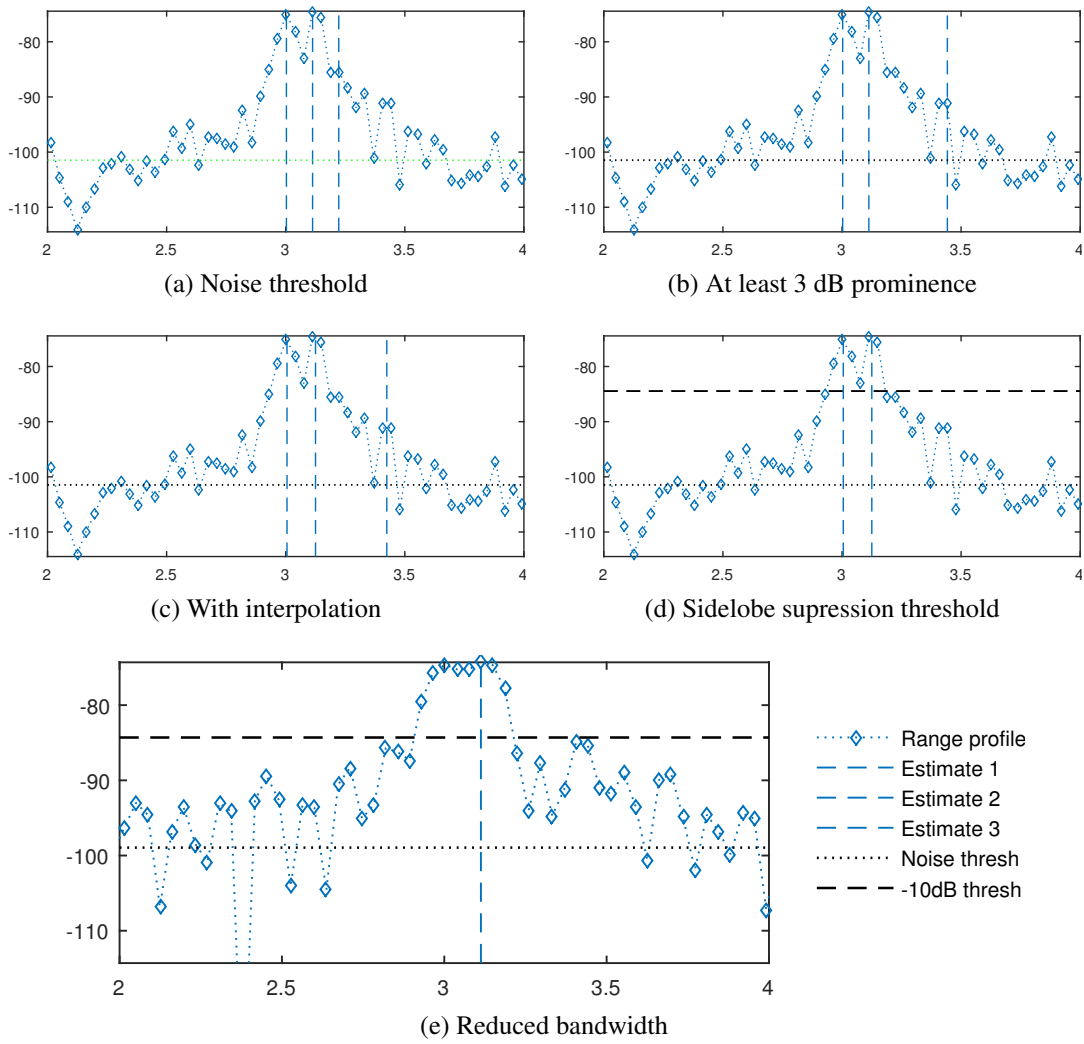 -80
-90
-100
-110
2 2.5 3 3.5 4
(a) Noise threshold
-80
-90
-100
-110
2 2.5 3 3.5 4
(b) At least 3 dB prominence
-80
-90
-100
-110
2 2.5 3 3.5 4
(c) With interpolation
-80
-90
-100
-110
2 2.5 3 3.5 4
(d) Sidelobe supression threshold
-80
-90
-100
-110
2 2.5 3 3.5 4
Range profile
Estimate 1
Estimate 2
Estimate 3
Noise thresh
-10dB thresh
(e) Reduced bandwidth